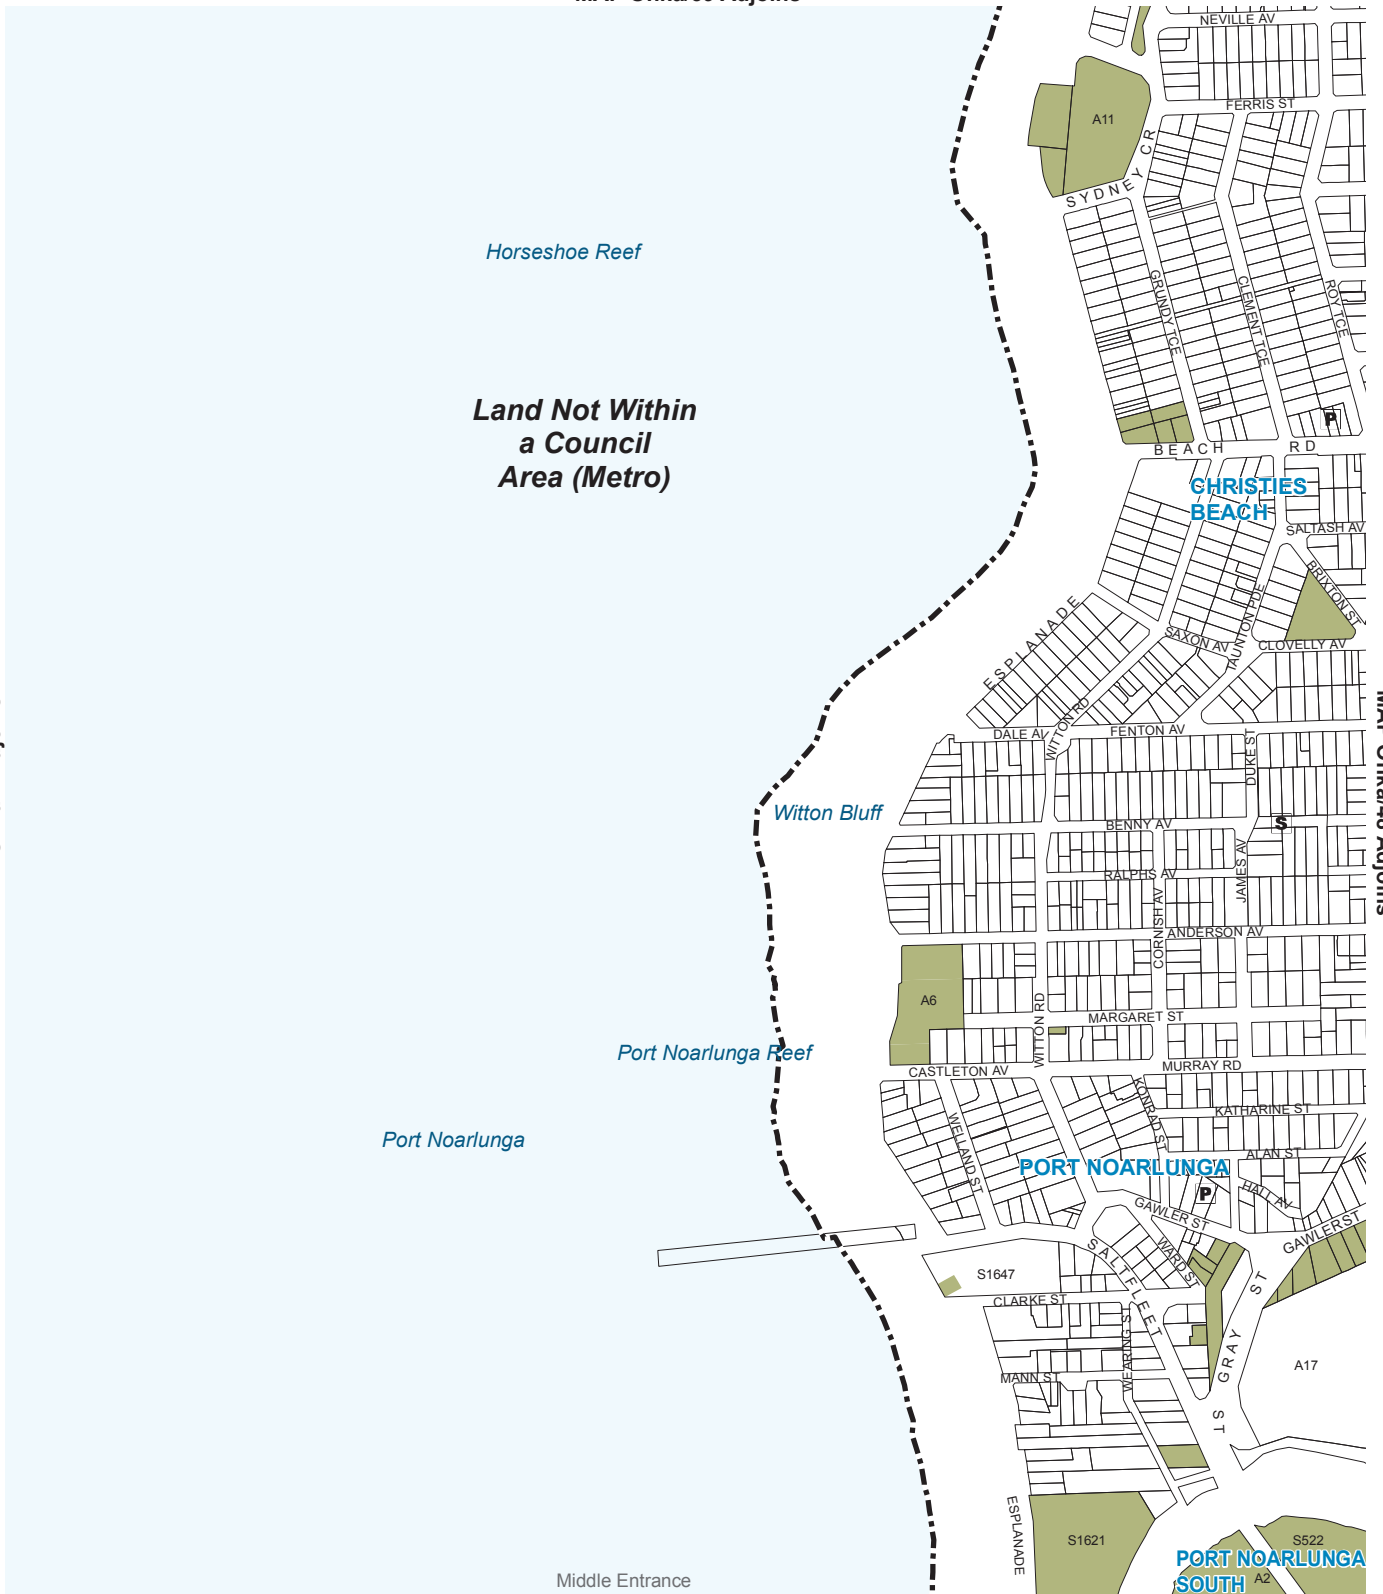 NEVILLE AV
FERRIS ST
A11
SYDNEY CR
Horseshoe Reef
GRUNDY TCE
CLEMENT TCE
ROY TCE
Land Not Within
a Council
Area (Metro)
P
BEACH RD
CHRISTIES
BEACH
SALTASH AV
BRIXTON ST
TAUNTON PDE
ESPLANADE
SAXON AV
CLOVELLY AV
WITTON RD
DALE AV
FENTON AV
DUKE ST
Witton Bluff
BENNY AV
S
JAMES AV
RALPHS AV
CORNISH AV
ANDERSON AV
A6
WITTON RD
MARGARET ST
Port Noarlunga Reef
CASTLETON AV
MURRAY RD
KONRAD ST
KATHARINE ST
WELLAND ST
Port Noarlunga
ALAN ST
PORT NOARLUNGA
P
HALL AV
GAWLER ST
GAWLER ST
WARD ST
SALTFLEET ST
S1647
CLARKE ST
WEARING ST
GRAY ST
A17
MANN ST
ESPLANADE
S1621
S522
PORT NOARLUNGA
SOUTH
A2
Middle Entrance